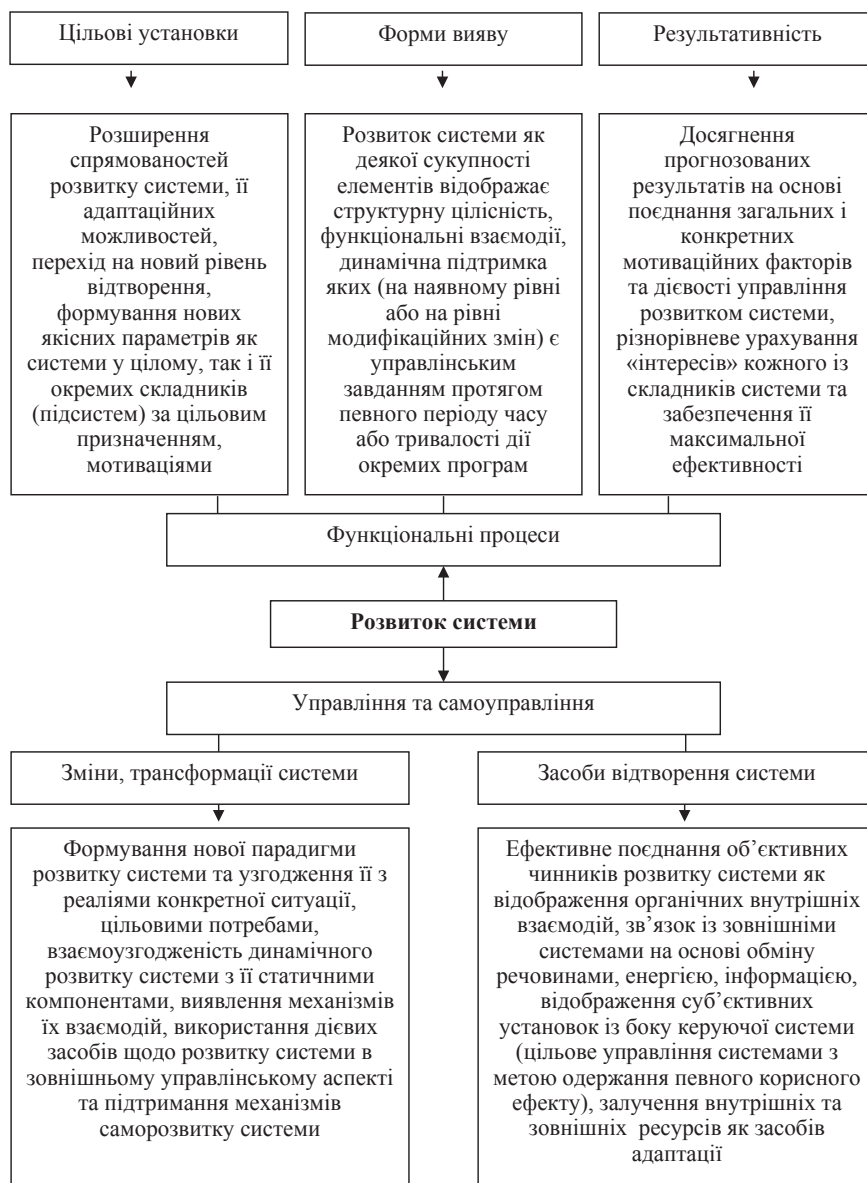 Цільові установки
Форми вияву
Результативність
Розширення
спрямованостей
розвитку системи, її
адаптаційних
можливостей,
перехід на новий рівень
відтворення,
формування нових
якісних параметрів як
системи у цілому, так і її
окремих складників
(підсистем) за цільовим
призначенням,
мотиваціями
Розвиток системи як
деякої сукупності
елементів відображає
структурну цілісність,
функціональні взаємодії,
динамічна підтримка
яких (на наявному рівні
або на рівні
модифікаційних змін) є
управлінським
завданням протягом
певного періоду часу
або тривалості дії
окремих програм
Досягнення
прогнозованих
результатів на основі
поєднання загальних і
конкретних
мотиваційних факторів
та дієвості управління
розвитком системи,
різнорівневе урахування
«інтересів» кожного із
складників системи та
забезпечення її
максимальної
ефективності
Функціональні процеси
Розвиток системи
Управління та самоуправління
Зміни, трансформації системи
Засоби відтворення системи
Формування нової парадигми
розвитку системи та узгодження її з
реаліями конкретної ситуації,
цільовими потребами,
взаємоузгодженість динамічного
розвитку системи з її статичними
компонентами, виявлення механізмів
їх взаємодій, використання дієвих
засобів щодо розвитку системи в
зовнішньому управлінському аспекті
та підтримання механізмів
саморозвитку системи
Ефективне поєднання об’єктивних
чинників розвитку системи як
відображення органічних внутрішніх
взаємодій, зв’язок із зовнішніми
системами на основі обміну
речовинами, енергією, інформацією,
відображення суб’єктивних
установок із боку керуючої системи
(цільове управління системами з
метою одержання певного корисного
ефекту), залучення внутрішніх та
зовнішніх ресурсів як засобів
адаптації